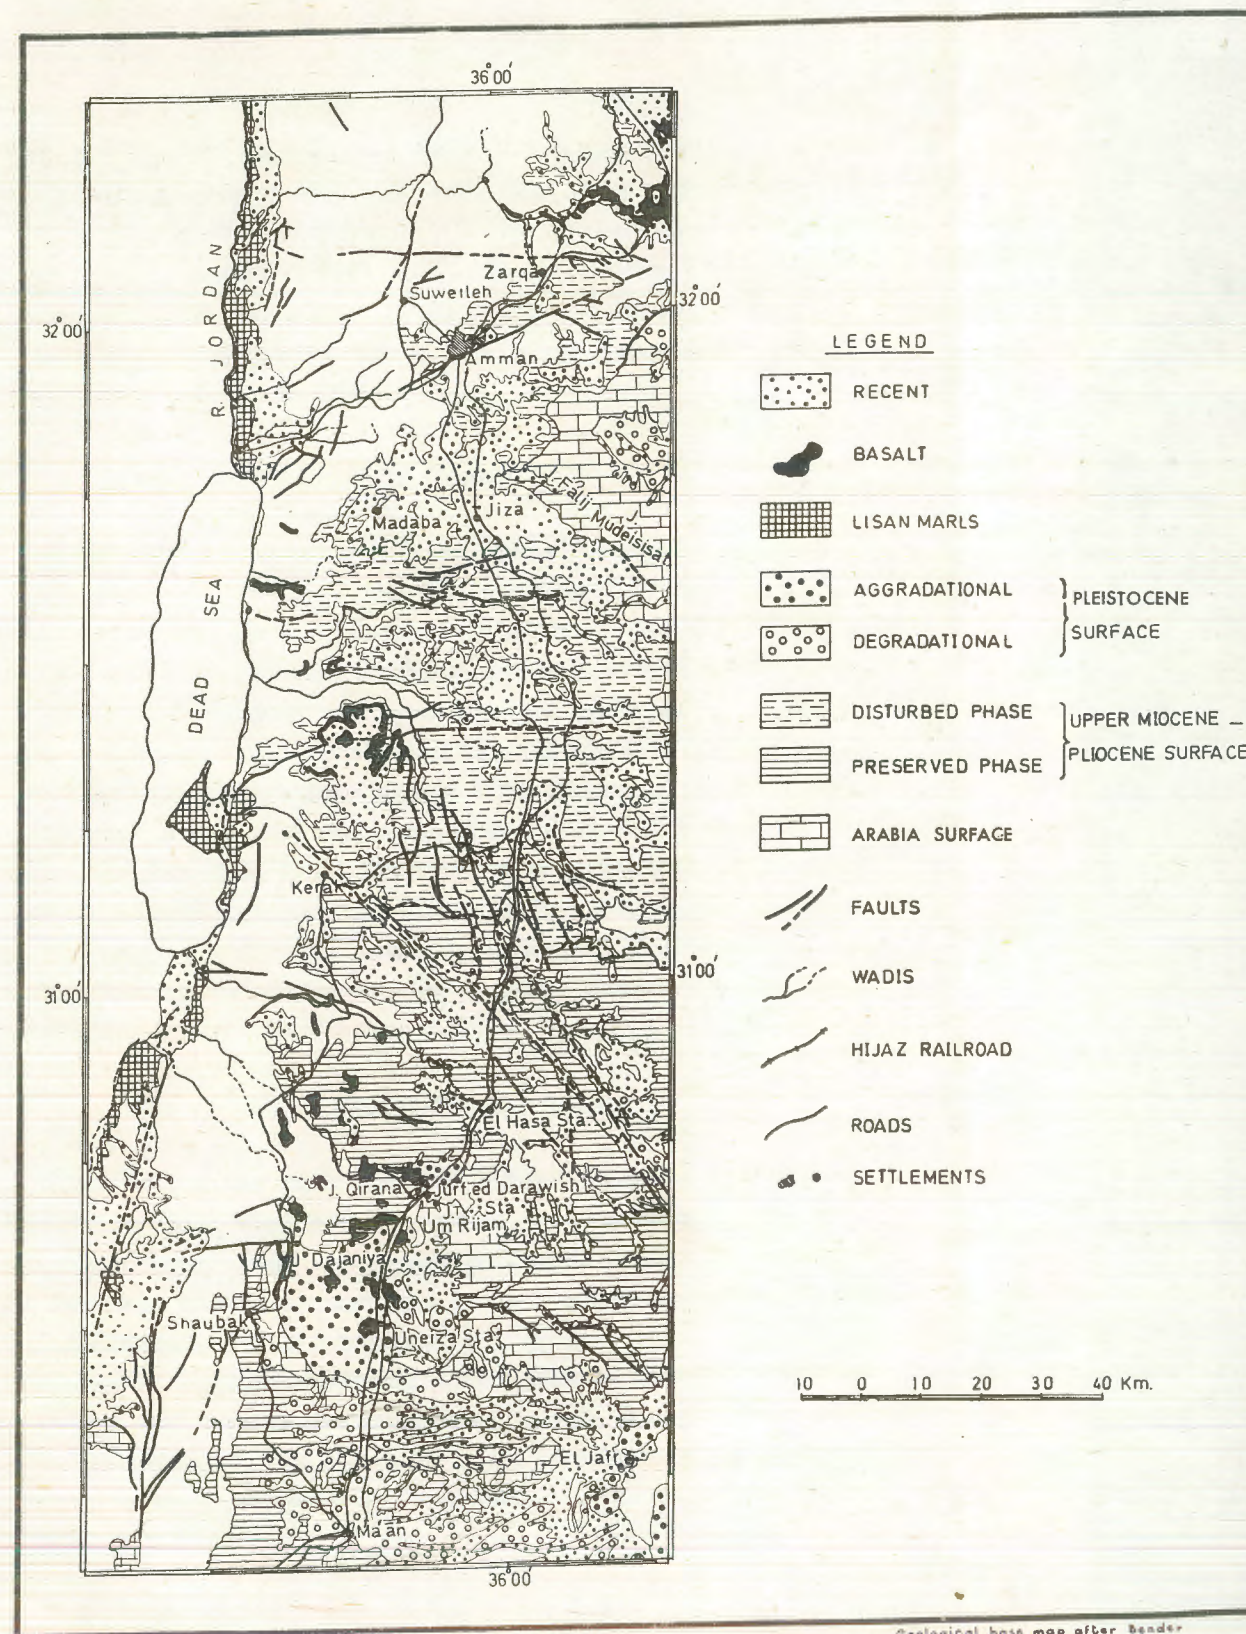 36°00'
R. JORDAN
Zarqa
Suweileh
32°00'
32°00'
Amman
Falij Mudeisisat
Madaba
Jiza
DEAD SEA
Kerak
31°00'
31°00'
El Hasa Sta.
J. Qirana
Jurf ed Darawish
Sta
Um Rijam
J Dajaniya
Shaubak
Uneiza Sta.
El Jafr
Ma'an
36°00'
LEGEND
RECENT
BASALT
LISAN MARLS
AGGRADATIONAL
DEGRADATIONAL
PLEISTOCENE
SURFACE
DISTURBED PHASE
PRESERVED PHASE
UPPER MIOCENE –
PLIOCENE SURFACE
ARABIA SURFACE
FAULTS
WADIS
HIJAZ RAILROAD
ROADS
SETTLEMENTS
10 0 10 20 30 40 Km.
Geological base map after Bender